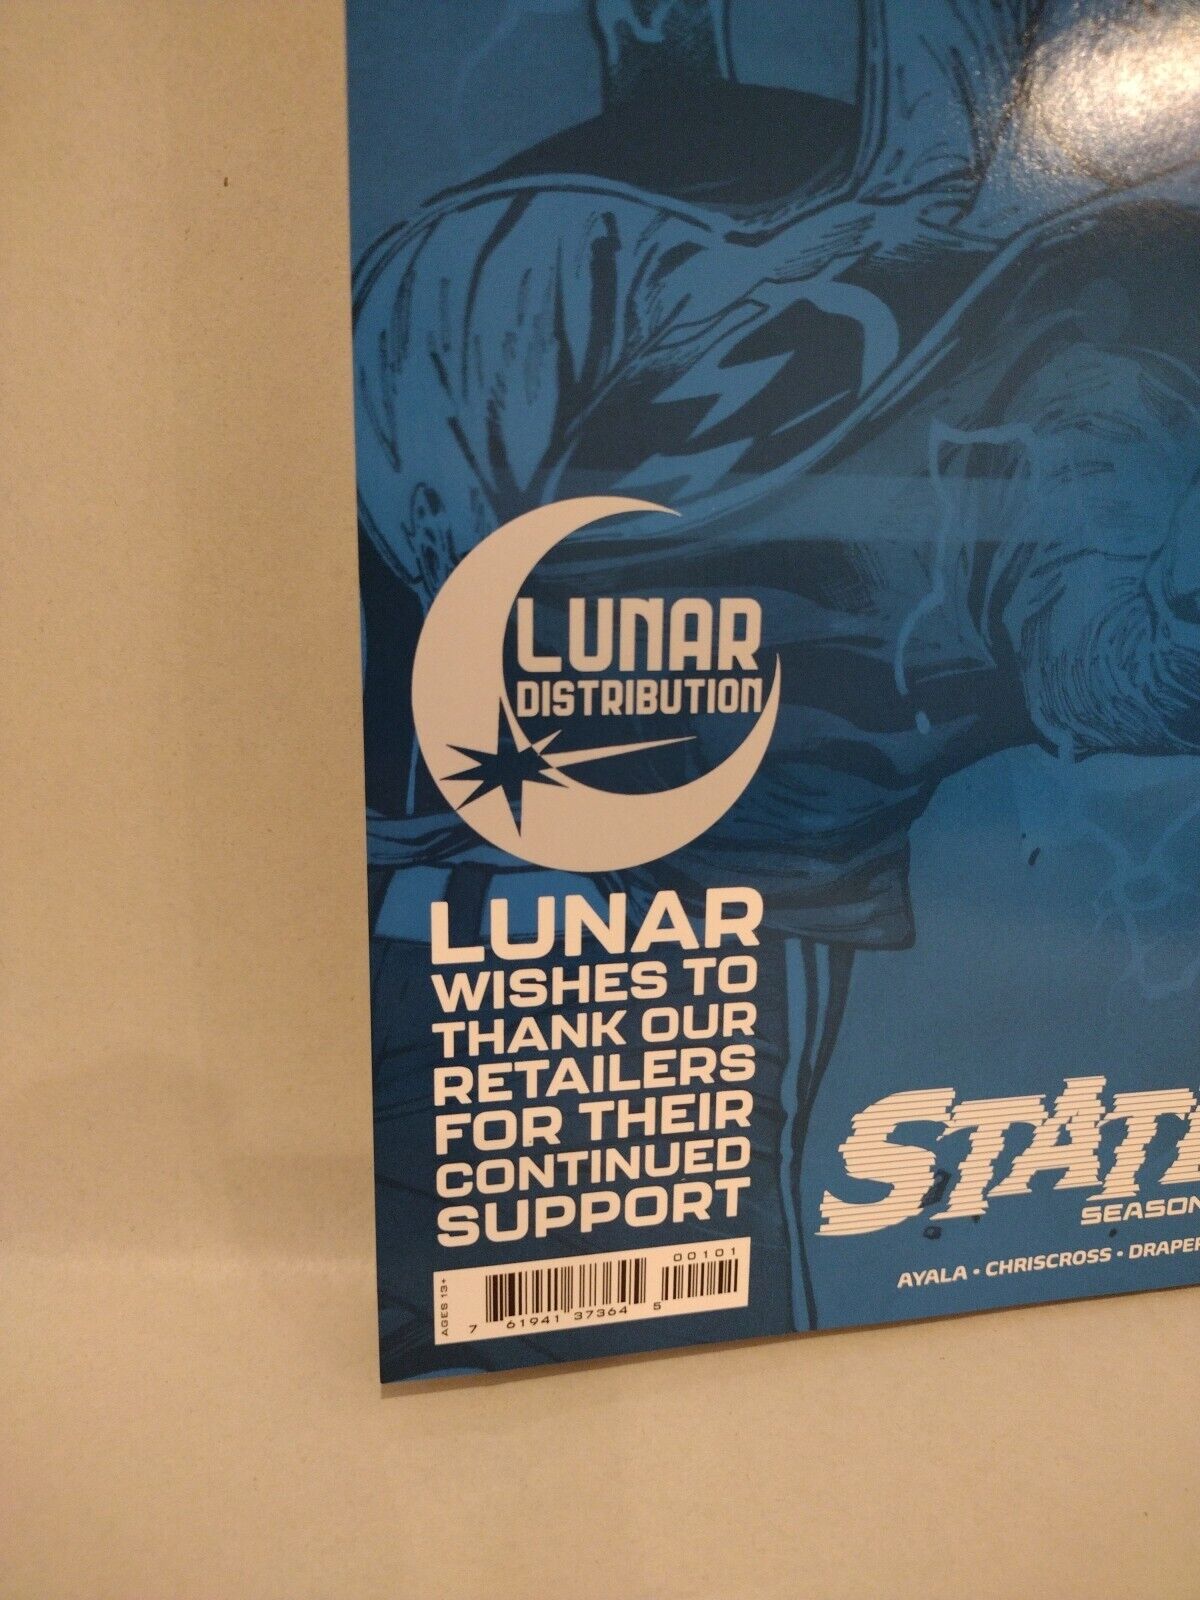 LUNAR
DISTRIBUTION
LUNAR
WISHES TO
THANK OUR
RETAILERS
FOR THEIR
CONTINUED
SUPPORT
AGES 13+
00101
7 61941 37364 5
SEASON
AYALA • CHRISCROSS • DRAPER